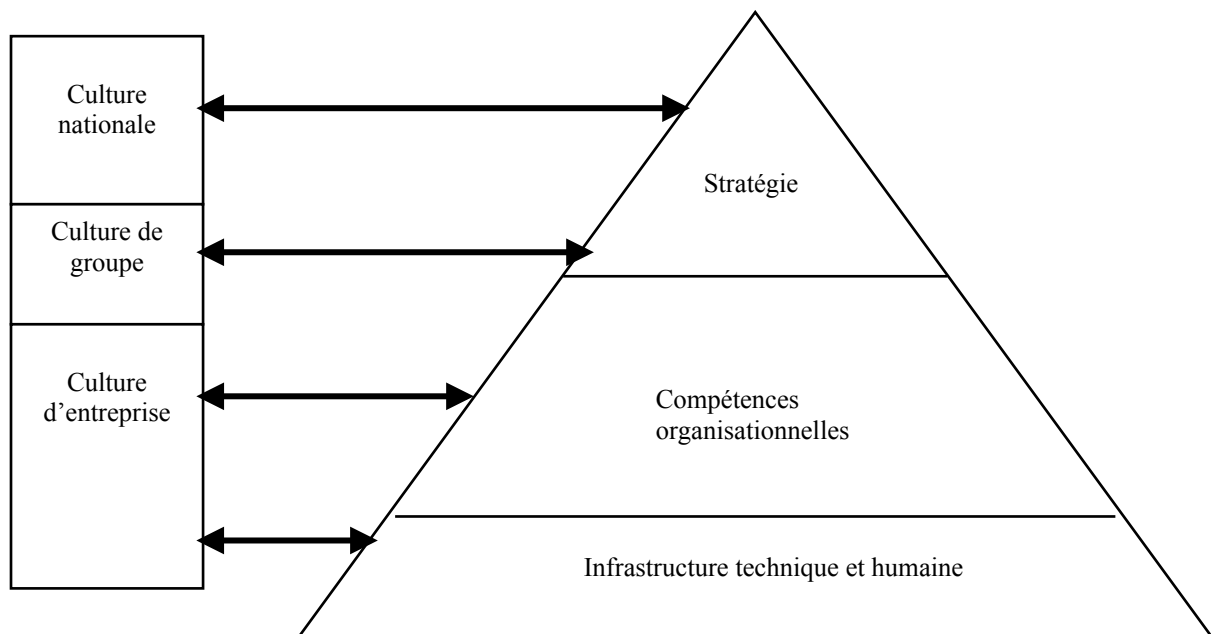 Culture
nationale
Stratégie
Culture de
groupe
Culture
d’entreprise
Compétences
organisationnelles
Infrastructure technique et humaine